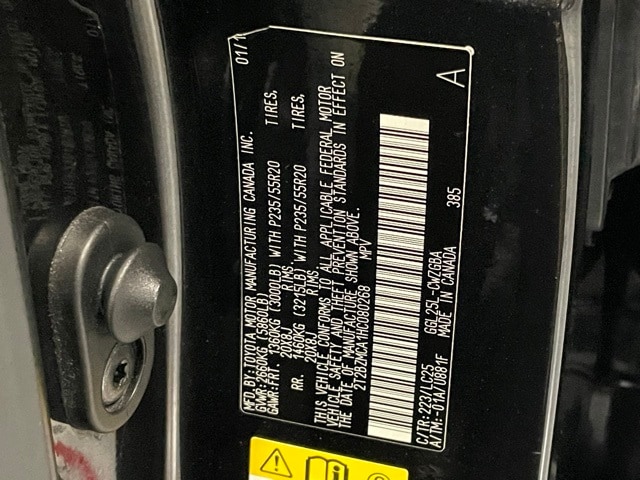 MFD.BY:TOYOTA MOTOR MANUFACTURING CANADA INC. 01/1
GVWR:2660KG (5860LB)
GAWR:FRT. 1360KG (3000LB) WITH P235/55R20 TIRES,
20X8J RIMS,
RR. 1460KG (3215LB) WITH P235/55R20 TIRES,
20X8J RIMS.
THIS VEHICLE CONFORMS TO ALL APPLICABLE FEDERAL MOTOR
VEHICLE SAFETY AND THEFT PREVENTION STANDARDS IN EFFECT ON
THE DATE OF MANUFACTURE SHOWN ABOVE.
2T2BZMCA1HC080268 MPV
C/TR:223/LC25 GGL25L-CWZGBA A
A/TM:-01A/U881F MADE IN CANADA 385